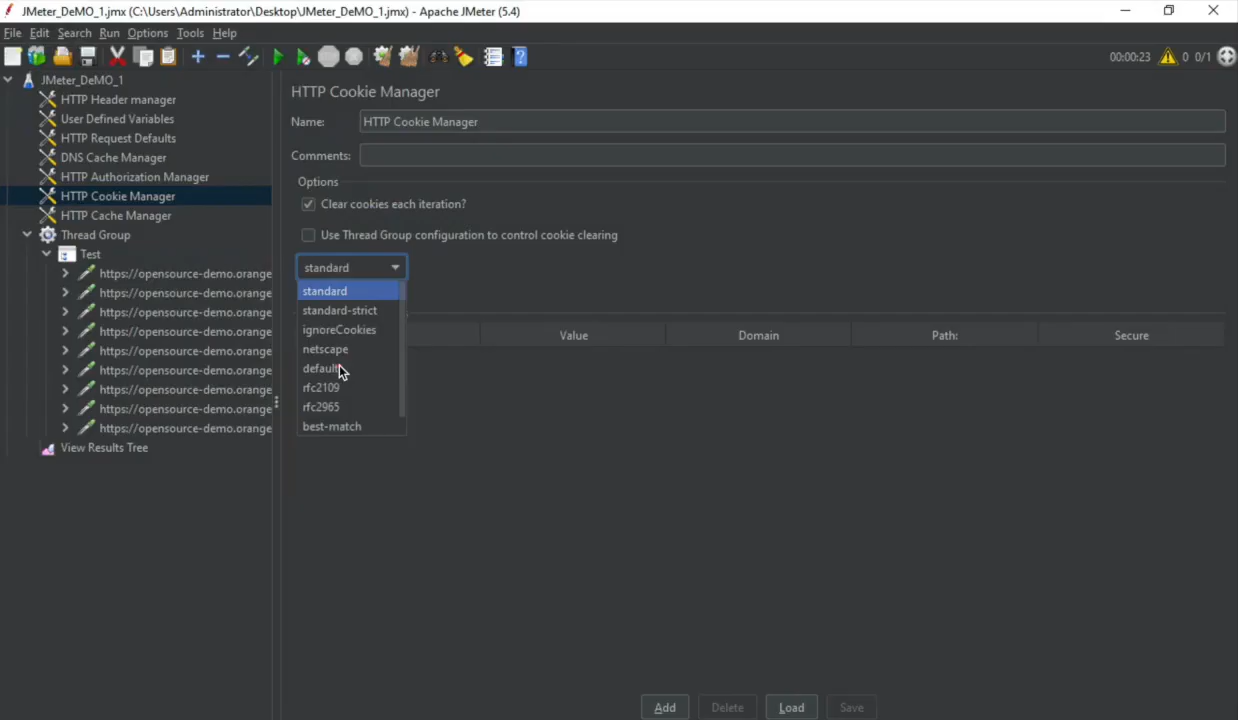 JMeter_DeMO_1.jmx (C:\Users\Administrator\Desktop\JMeter_DeMO_1.jmx) - Apache JMeter (5.4)
File Edit Search Run Options Tools Help
00:00:23 0 0/1
JMeter_DeMO_1
HTTP Header manager
User Defined Variables
HTTP Request Defaults
DNS Cache Manager
HTTP Authorization Manager
HTTP Cookie Manager
HTTP Cache Manager
Thread Group
Test
https://opensource-demo.orange
https://opensource-demo.orange
https://opensource-demo.orange
https://opensource-demo.orange
https://opensource-demo.orange
https://opensource-demo.orange
https://opensource-demo.orange
https://opensource-demo.orange
https://opensource-demo.orange
View Results Tree
HTTP Cookie Manager
Name: HTTP Cookie Manager
Comments:
Options
Clear cookies each iteration?
Use Thread Group configuration to control cookie clearing
standard
standard
standard-strict
ignoreCookies
netscape
default
rfc2109
rfc2965
best-match
Value Domain Path: Secure
Add Delete Load Save